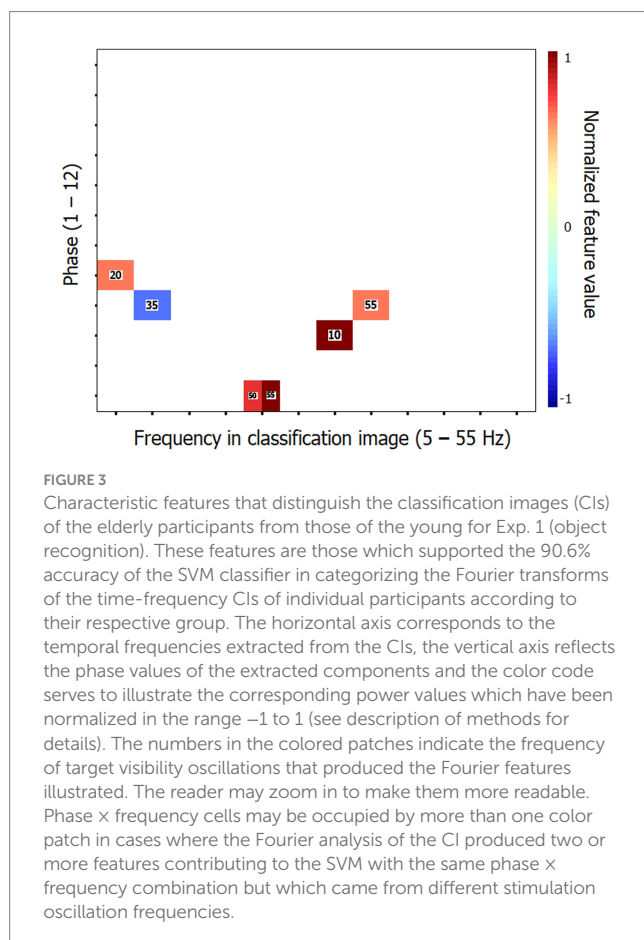 1
Phase (1 – 12)
Normalized feature value
0
20
35
55
10
50 55
-1
Frequency in classification image (5 – 55 Hz)
FIGURE 3
Characteristic features that distinguish the classification images (CIs)
of the elderly participants from those of the young for Exp. 1 (object
recognition). These features are those which supported the 90.6%
accuracy of the SVM classifier in categorizing the Fourier transforms
of the time-frequency CIs of individual participants according to
their respective group. The horizontal axis corresponds to the
temporal frequencies extracted from the CIs, the vertical axis reflects
the phase values of the extracted components and the color code
serves to illustrate the corresponding power values which have been
normalized in the range −1 to 1 (see description of methods for
details). The numbers in the colored patches indicate the frequency
of target visibility oscillations that produced the Fourier features
illustrated. The reader may zoom in to make them more readable.
Phase × frequency cells may be occupied by more than one color
patch in cases where the Fourier analysis of the CI produced two or
more features contributing to the SVM with the same phase ×
frequency combination but which came from different stimulation
oscillation frequencies.